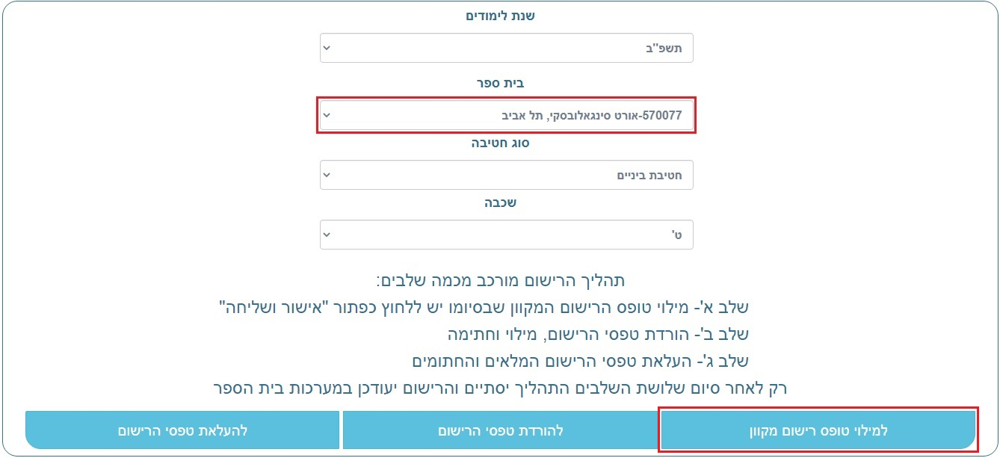 שנת לימודים
תשפ"ב
בית ספר
570077-אורט סינגאלובסקי, תל אביב
סוג חטיבה
חטיבת ביניים
שכבה
ט'
תהליך הרישום מורכב מכמה שלבים:
שלב א'- מילוי טופס הרישום המקוון שבסיומו יש ללחוץ כפתור "אישור ושליחה"
שלב ב'- הורדת טפסי הרישום, מילוי וחתימה
שלב ג'- העלאת טפסי הרישום המלאים והחתומים
רק לאחר סיום שלושת השלבים התהליך יסתיים והרישום יעודכן במערכות בית הספר
למילוי טופס רישום מקוון
להורדת טפסי הרישום
להעלאת טפסי הרישום